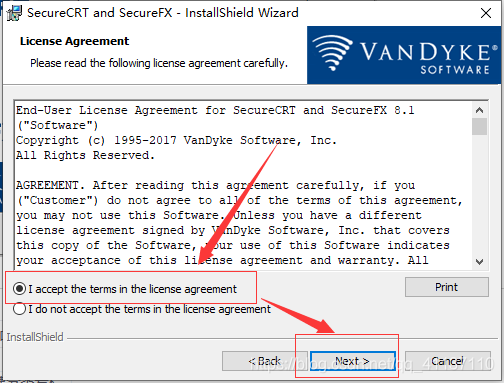 SecureCRT and SecureFX - InstallShield Wizard
License Agreement
Please read the following license agreement carefully.
VANDYKE
SOFTWARE
End-User License Agreement for SecureCRT and SecureFX 8.1
("Software")
Copyright (c) 1995-2017 VanDyke Software, Inc.
All Rights Reserved.
AGREEMENT. After reading this agreement carefully, if you
("Customer") do not agree to all of the terms of this agreement,
you may not use this Software. Unless you have a different
license agreement signed by VanDyke Software, Inc. that covers
this copy of the Software, your use of this Software indicates
your acceptance of this license agreement and warranty. All
I accept the terms in the license agreement
Print
I do not accept the terms in the license agreement
InstallShield
< Back
Next >
Cancel